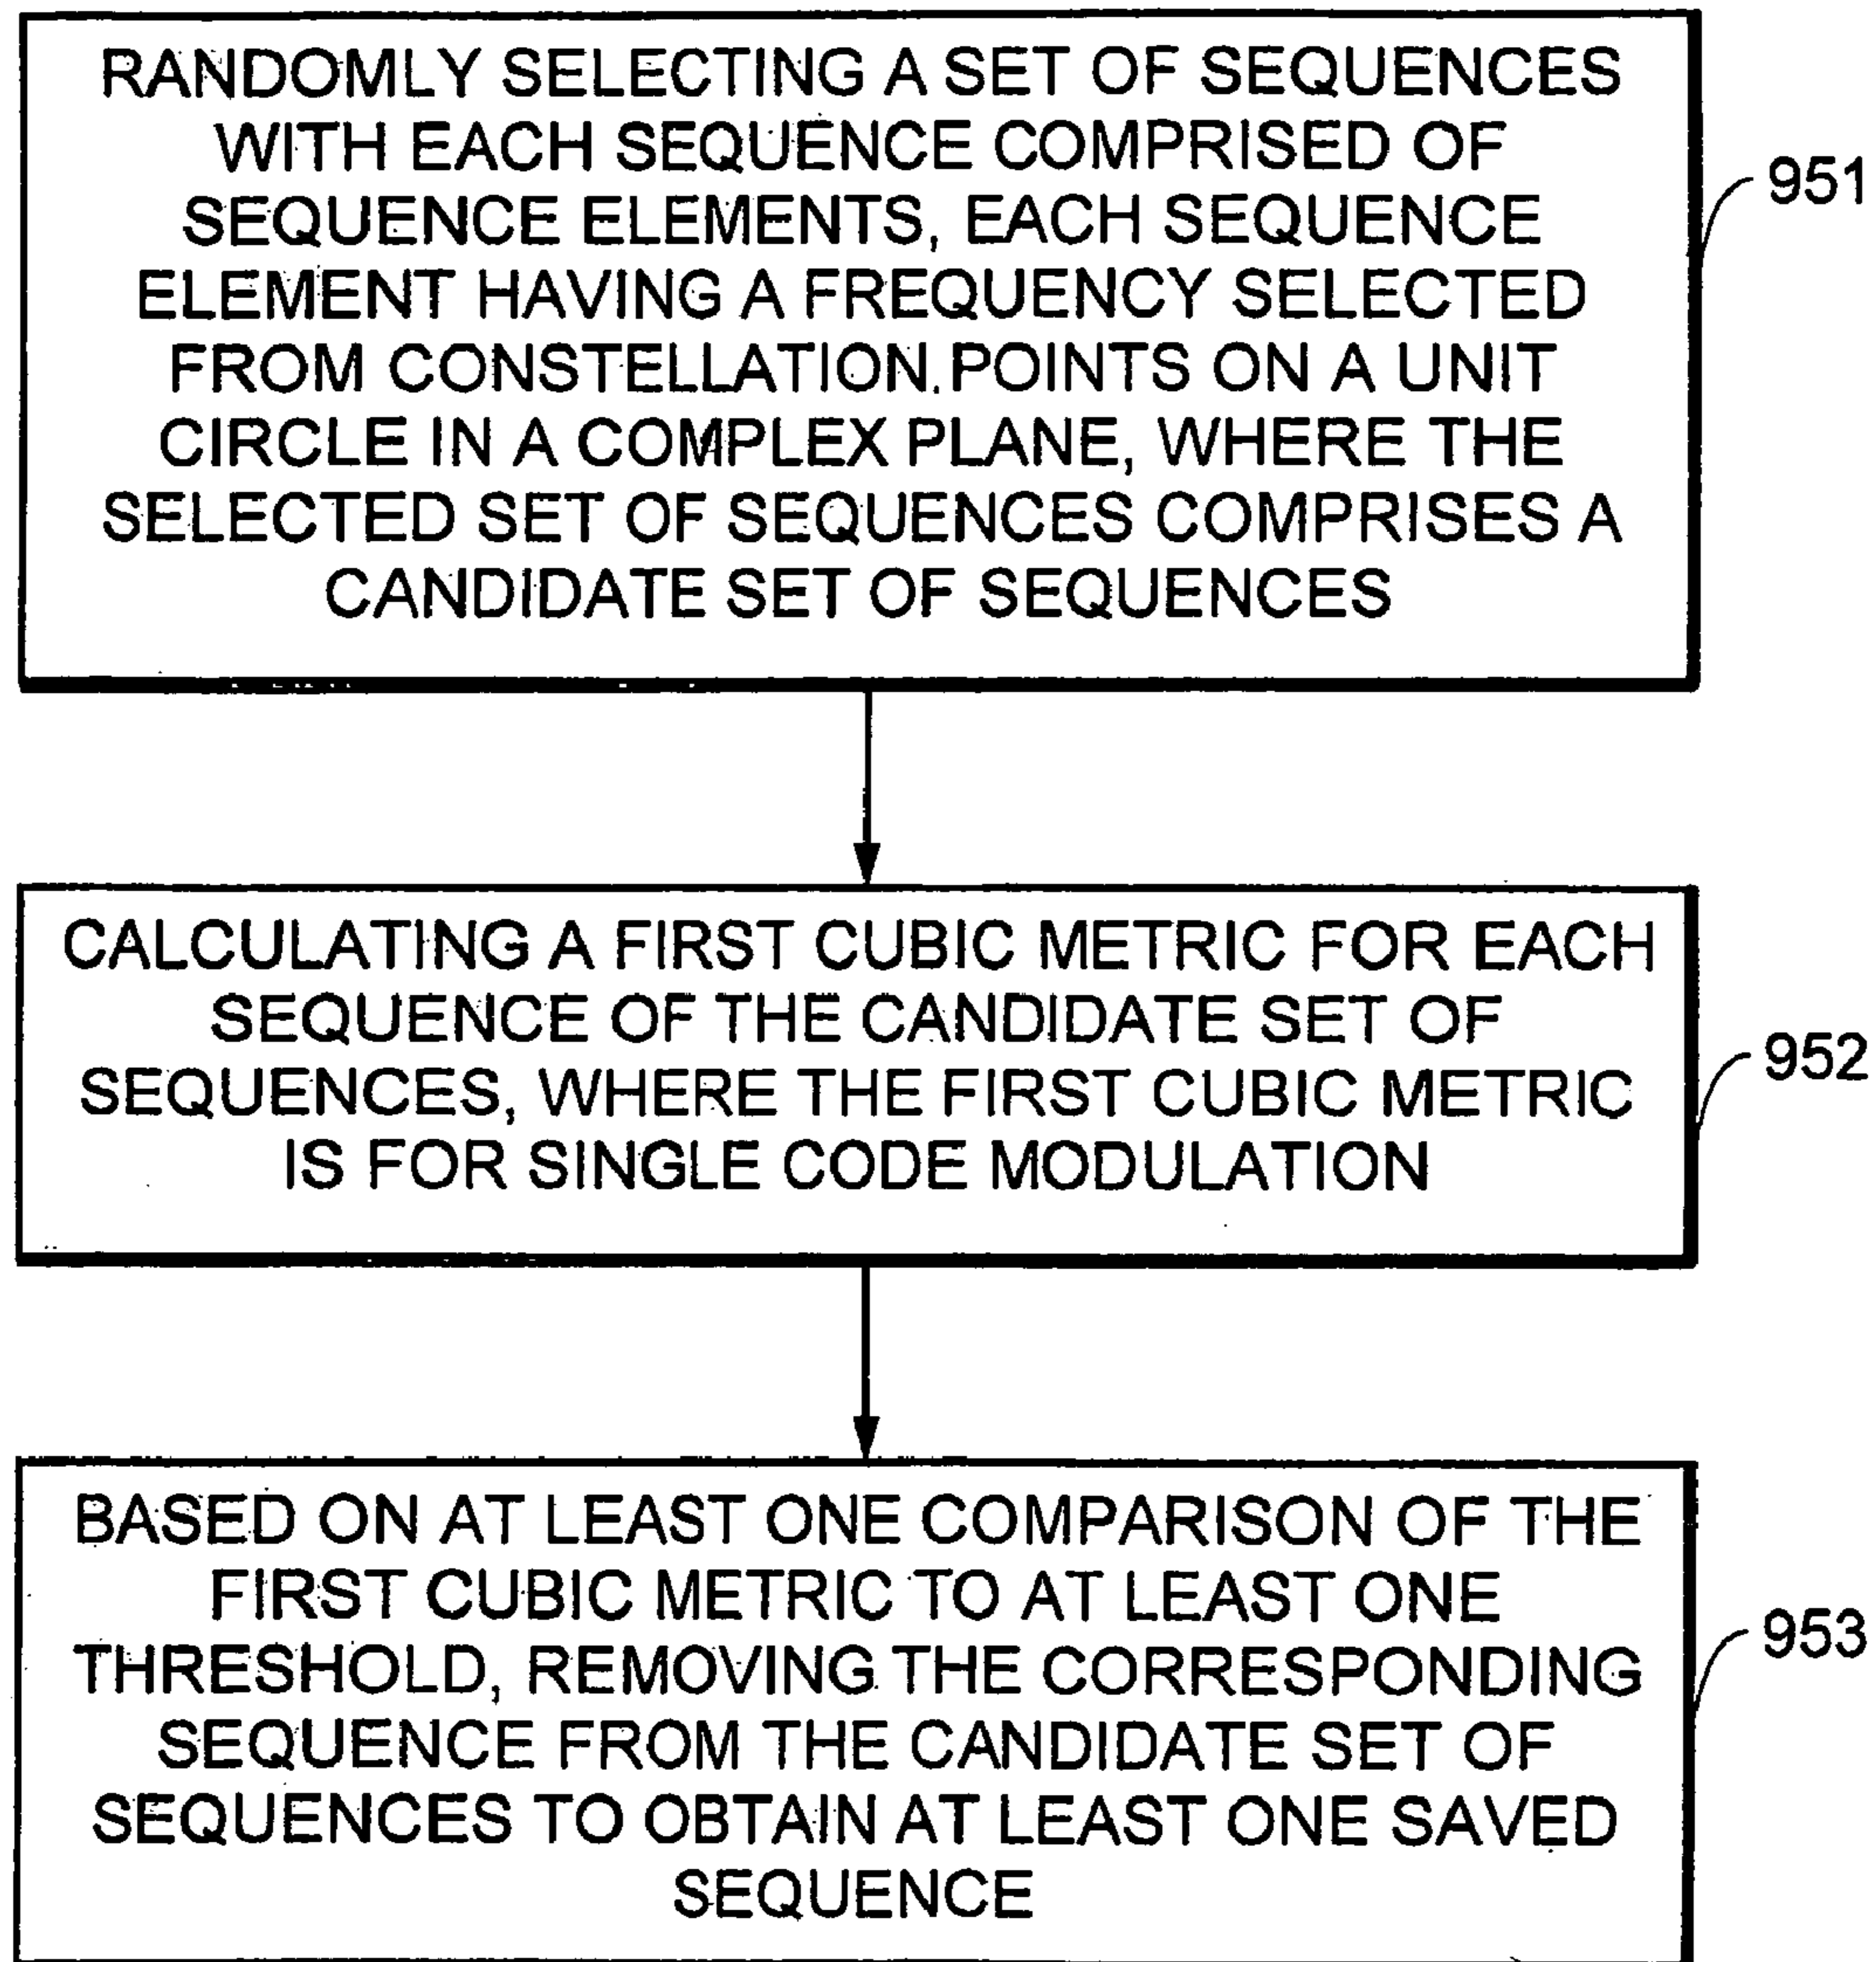 RANDOMLY SELECTING A SET OF SEQUENCES
WITH EACH SEQUENCE COMPRISED OF
SEQUENCE ELEMENTS, EACH SEQUENCE
ELEMENT HAVING A FREQUENCY SELECTED
FROM CONSTELLATION POINTS ON A UNIT
CIRCLE IN A COMPLEX PLANE, WHERE THE
SELECTED SET OF SEQUENCES COMPRISES A
CANDIDATE SET OF SEQUENCES
951
CALCULATING A FIRST CUBIC METRIC FOR EACH
SEQUENCE OF THE CANDIDATE SET OF
SEQUENCES, WHERE THE FIRST CUBIC METRIC
IS FOR SINGLE CODE MODULATION
952
BASED ON AT LEAST ONE COMPARISON OF THE
FIRST CUBIC METRIC TO AT LEAST ONE
THRESHOLD, REMOVING THE CORRESPONDING
SEQUENCE FROM THE CANDIDATE SET OF
SEQUENCES TO OBTAIN AT LEAST ONE SAVED
SEQUENCE
953